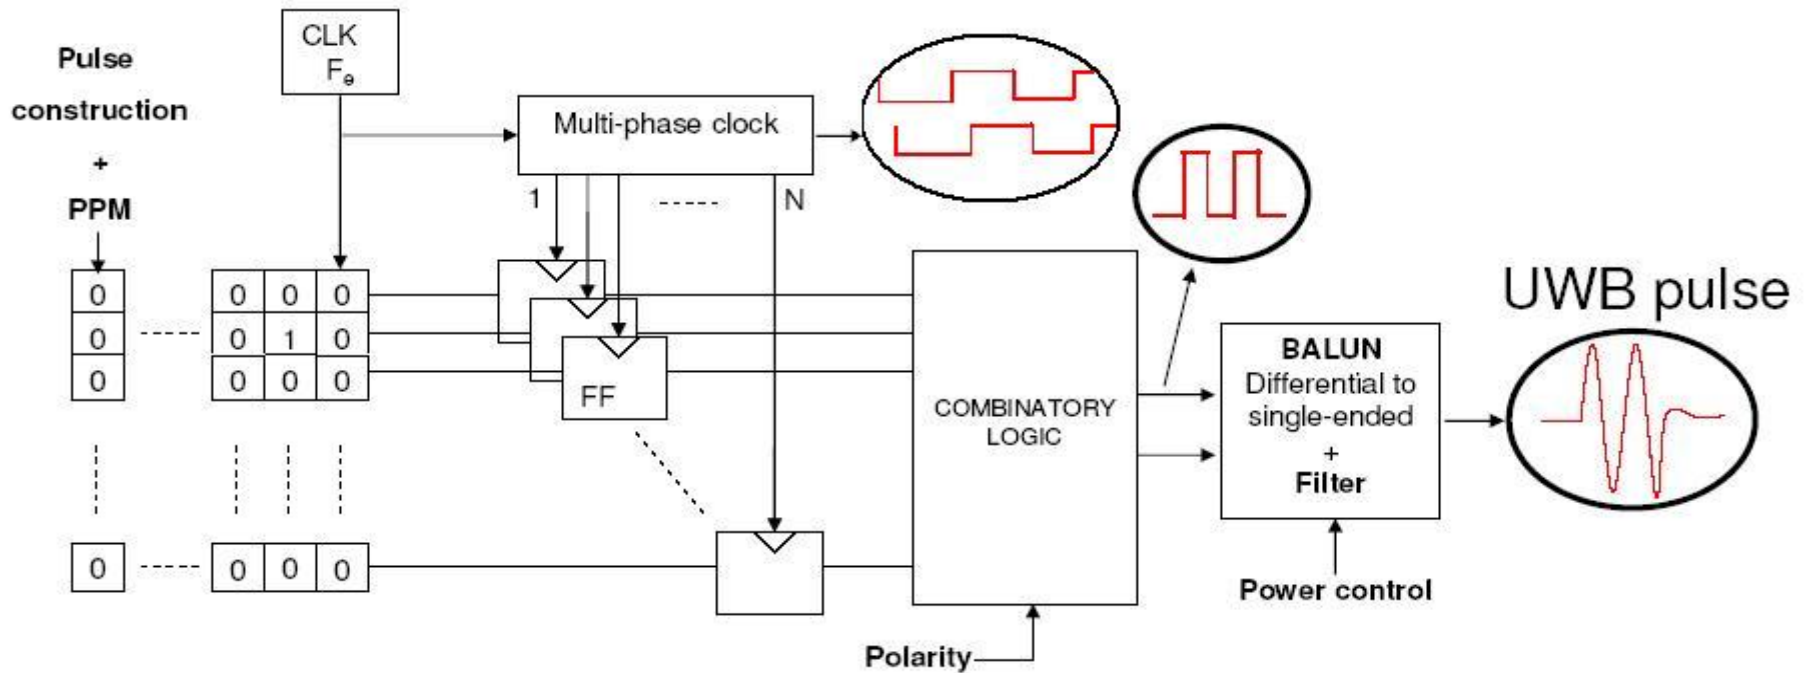 CLK
Fe
Pulse
construction
+
PPM
Multi-phase clock
1
N
0
0 0 0
0
0 1 0
0
0 0 0
FF
0
0 0 0
COMBINATORY
LOGIC
Polarity
BALUN
Differential to
single-ended
+
Filter
Power control
UWB pulse